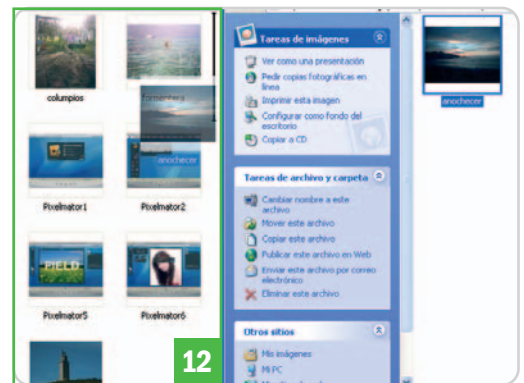 columpios
formentera
anochecer
Pixelmator1
Pixelmator2
PIELD
Pixelmator5
Pixelmator6
12
Tareas de imágenes
Ver como una presentación
Pedir copias fotográficas en
línea
Imprimir esta imagen
Configurar como fondo del
escritorio
Copiar a CD
Tareas de archivo y carpeta
Cambiar nombre a este
archivo
Mover este archivo
Copiar este archivo
Publicar este archivo en Web
Enviar este archivo por correo
electrónico
Eliminar este archivo
Otros sitios
Mis imágenes
Mi PC
anochecer